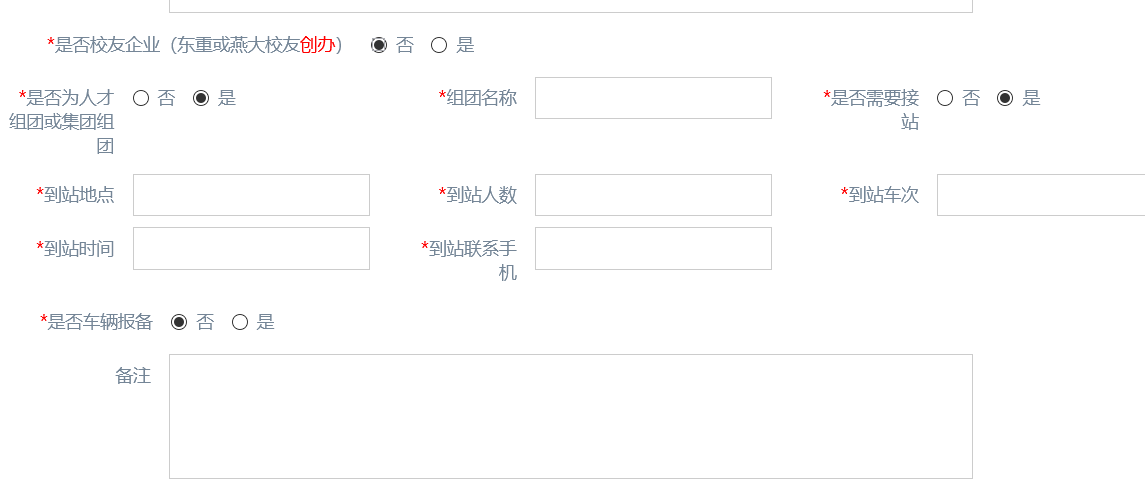 *是否校友企业（东重或燕大校友创办） 否 是
*是否为人才 否 是 *组团名称 *是否需要接 否 是
组团或集团组 站
团
*到站地点 *到站人数 *到站车次
*到站时间 *到站联系手
机
*是否车辆报备 否 是
备注